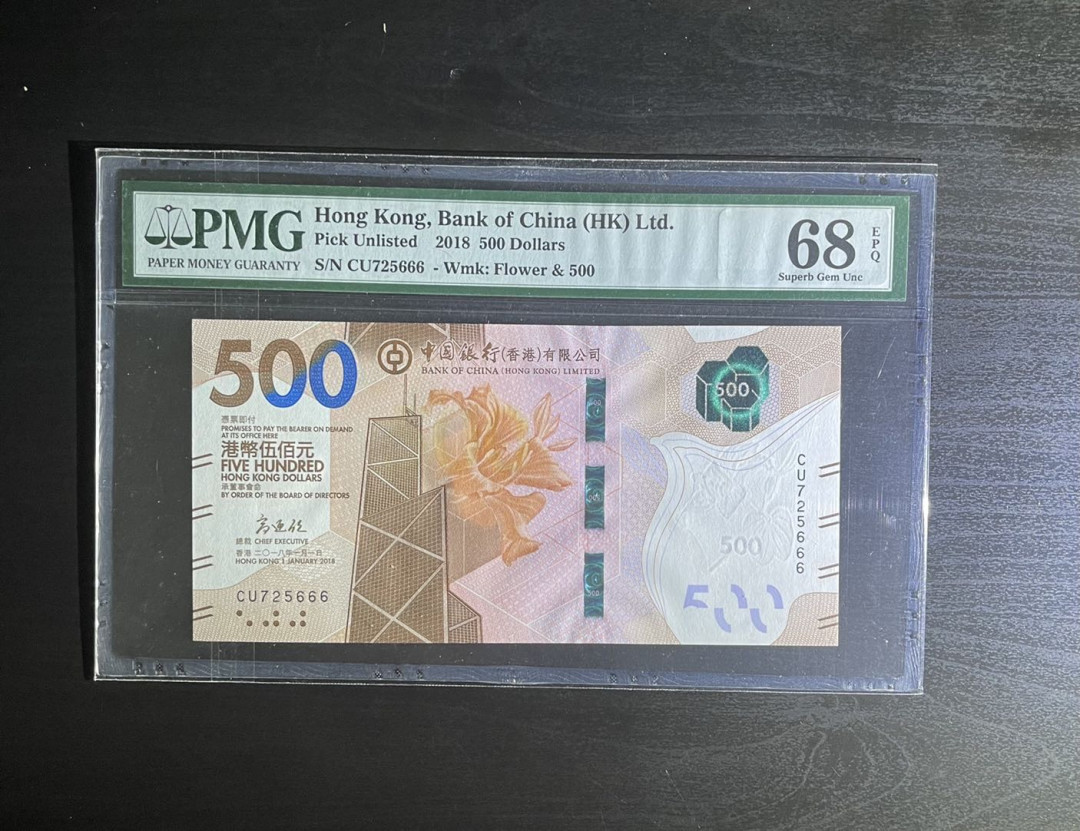 PMG
PAPER MONEY GUARANTY
Hong Kong, Bank of China (HK) Ltd.
Pick Unlisted 2018 500 Dollars
S/N CU725666 - Wmk: Flower & 500
68
EPQ
Superb Gem Unc
500
中国银行(香港)有限公司
BANK OF CHINA (HONG KONG) LIMITED
憑票即付
PROMISES TO PAY THE BEARER ON DEMAND
AT ITS OFFICE HERE
港幣伍佰元
FIVE HUNDRED
HONG KONG DOLLARS
承董事會命
BY ORDER OF THE BOARD OF DIRECTORS
總裁 CHIEF EXECUTIVE
香港 二〇一八年一月一日
HONG KONG 1 JANUARY 2018
CU725666
500
500
500
500
CU725666
500